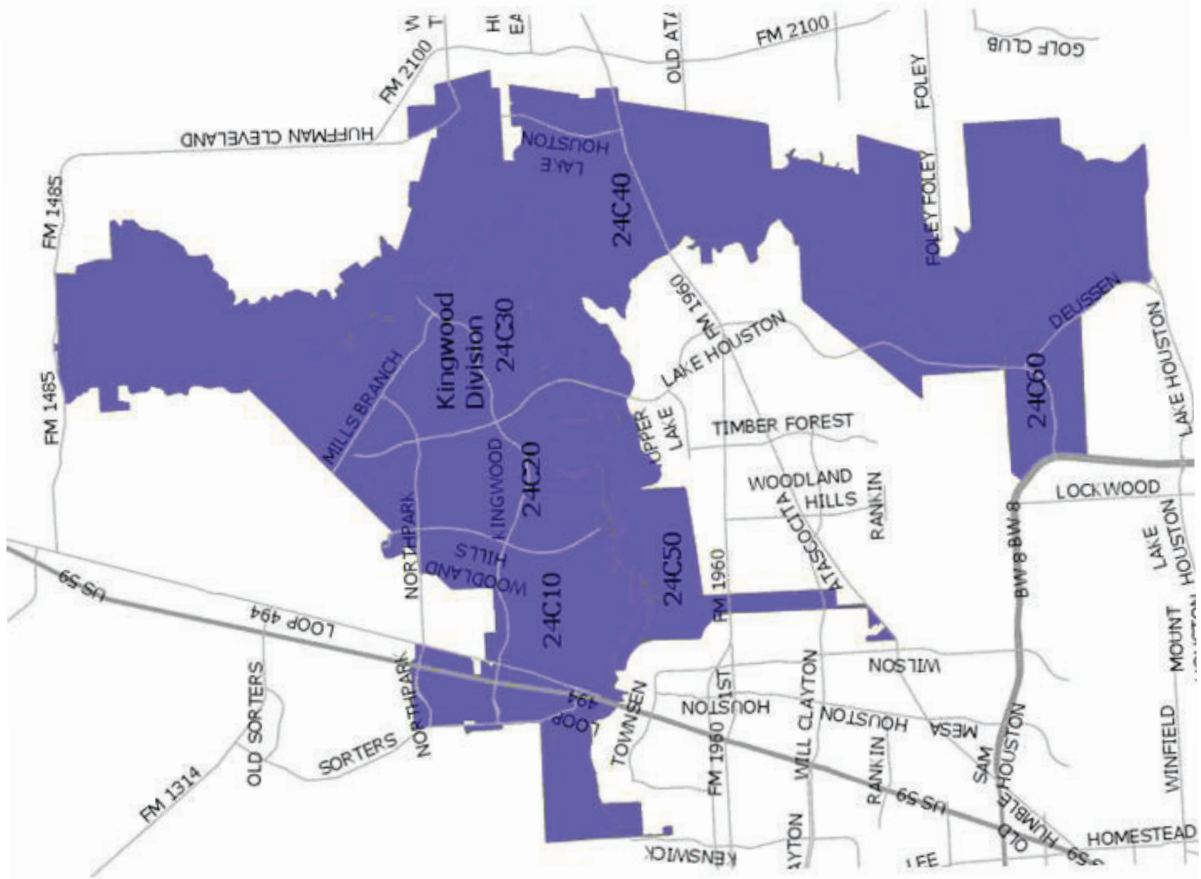 FM 2100
FM 2100
OLD ATA
FOLEY
GOLF CLUB
HUFFMAN CLEVELAND
LAKE
HOUSTON
FM 1485
24C40
FOLEY FOLEY
FM 1960
DEUSSEN
LAKE HOUSTON
Kingwood
Division
24C30
LAKE HOUSTON
MILLS BRANCH
FM 1485
24C60
LAKE HOUSTON
UPPER
LAKE
TIMBER FOREST
KINGWOOD
24C20
WOODLAND
HILLS
RANKIN
LOCKWOOD
NORTHPARK
WOODLAND
HILLS
24C10
24C50
FM 1960
ATASCOCITA
BW 8 BW 8
LAKE
HOUSTON
US 59
LOOP 494
MOUNT
HOUSTON
OLD SORTERS
NORTHPARK
WILSON
LOOP
494
TOWNSEN
HOUSTON
1ST
FM 1960
WILL CLAYTON
HOUSTON
MESA
SORTERS
RANKIN
SAM
HOUSTON
WINFIELD
FM 1314
US 59
OLD
HUMBLE
HOMESTEAD
KENSWICK
AYTON
LEE
S 59